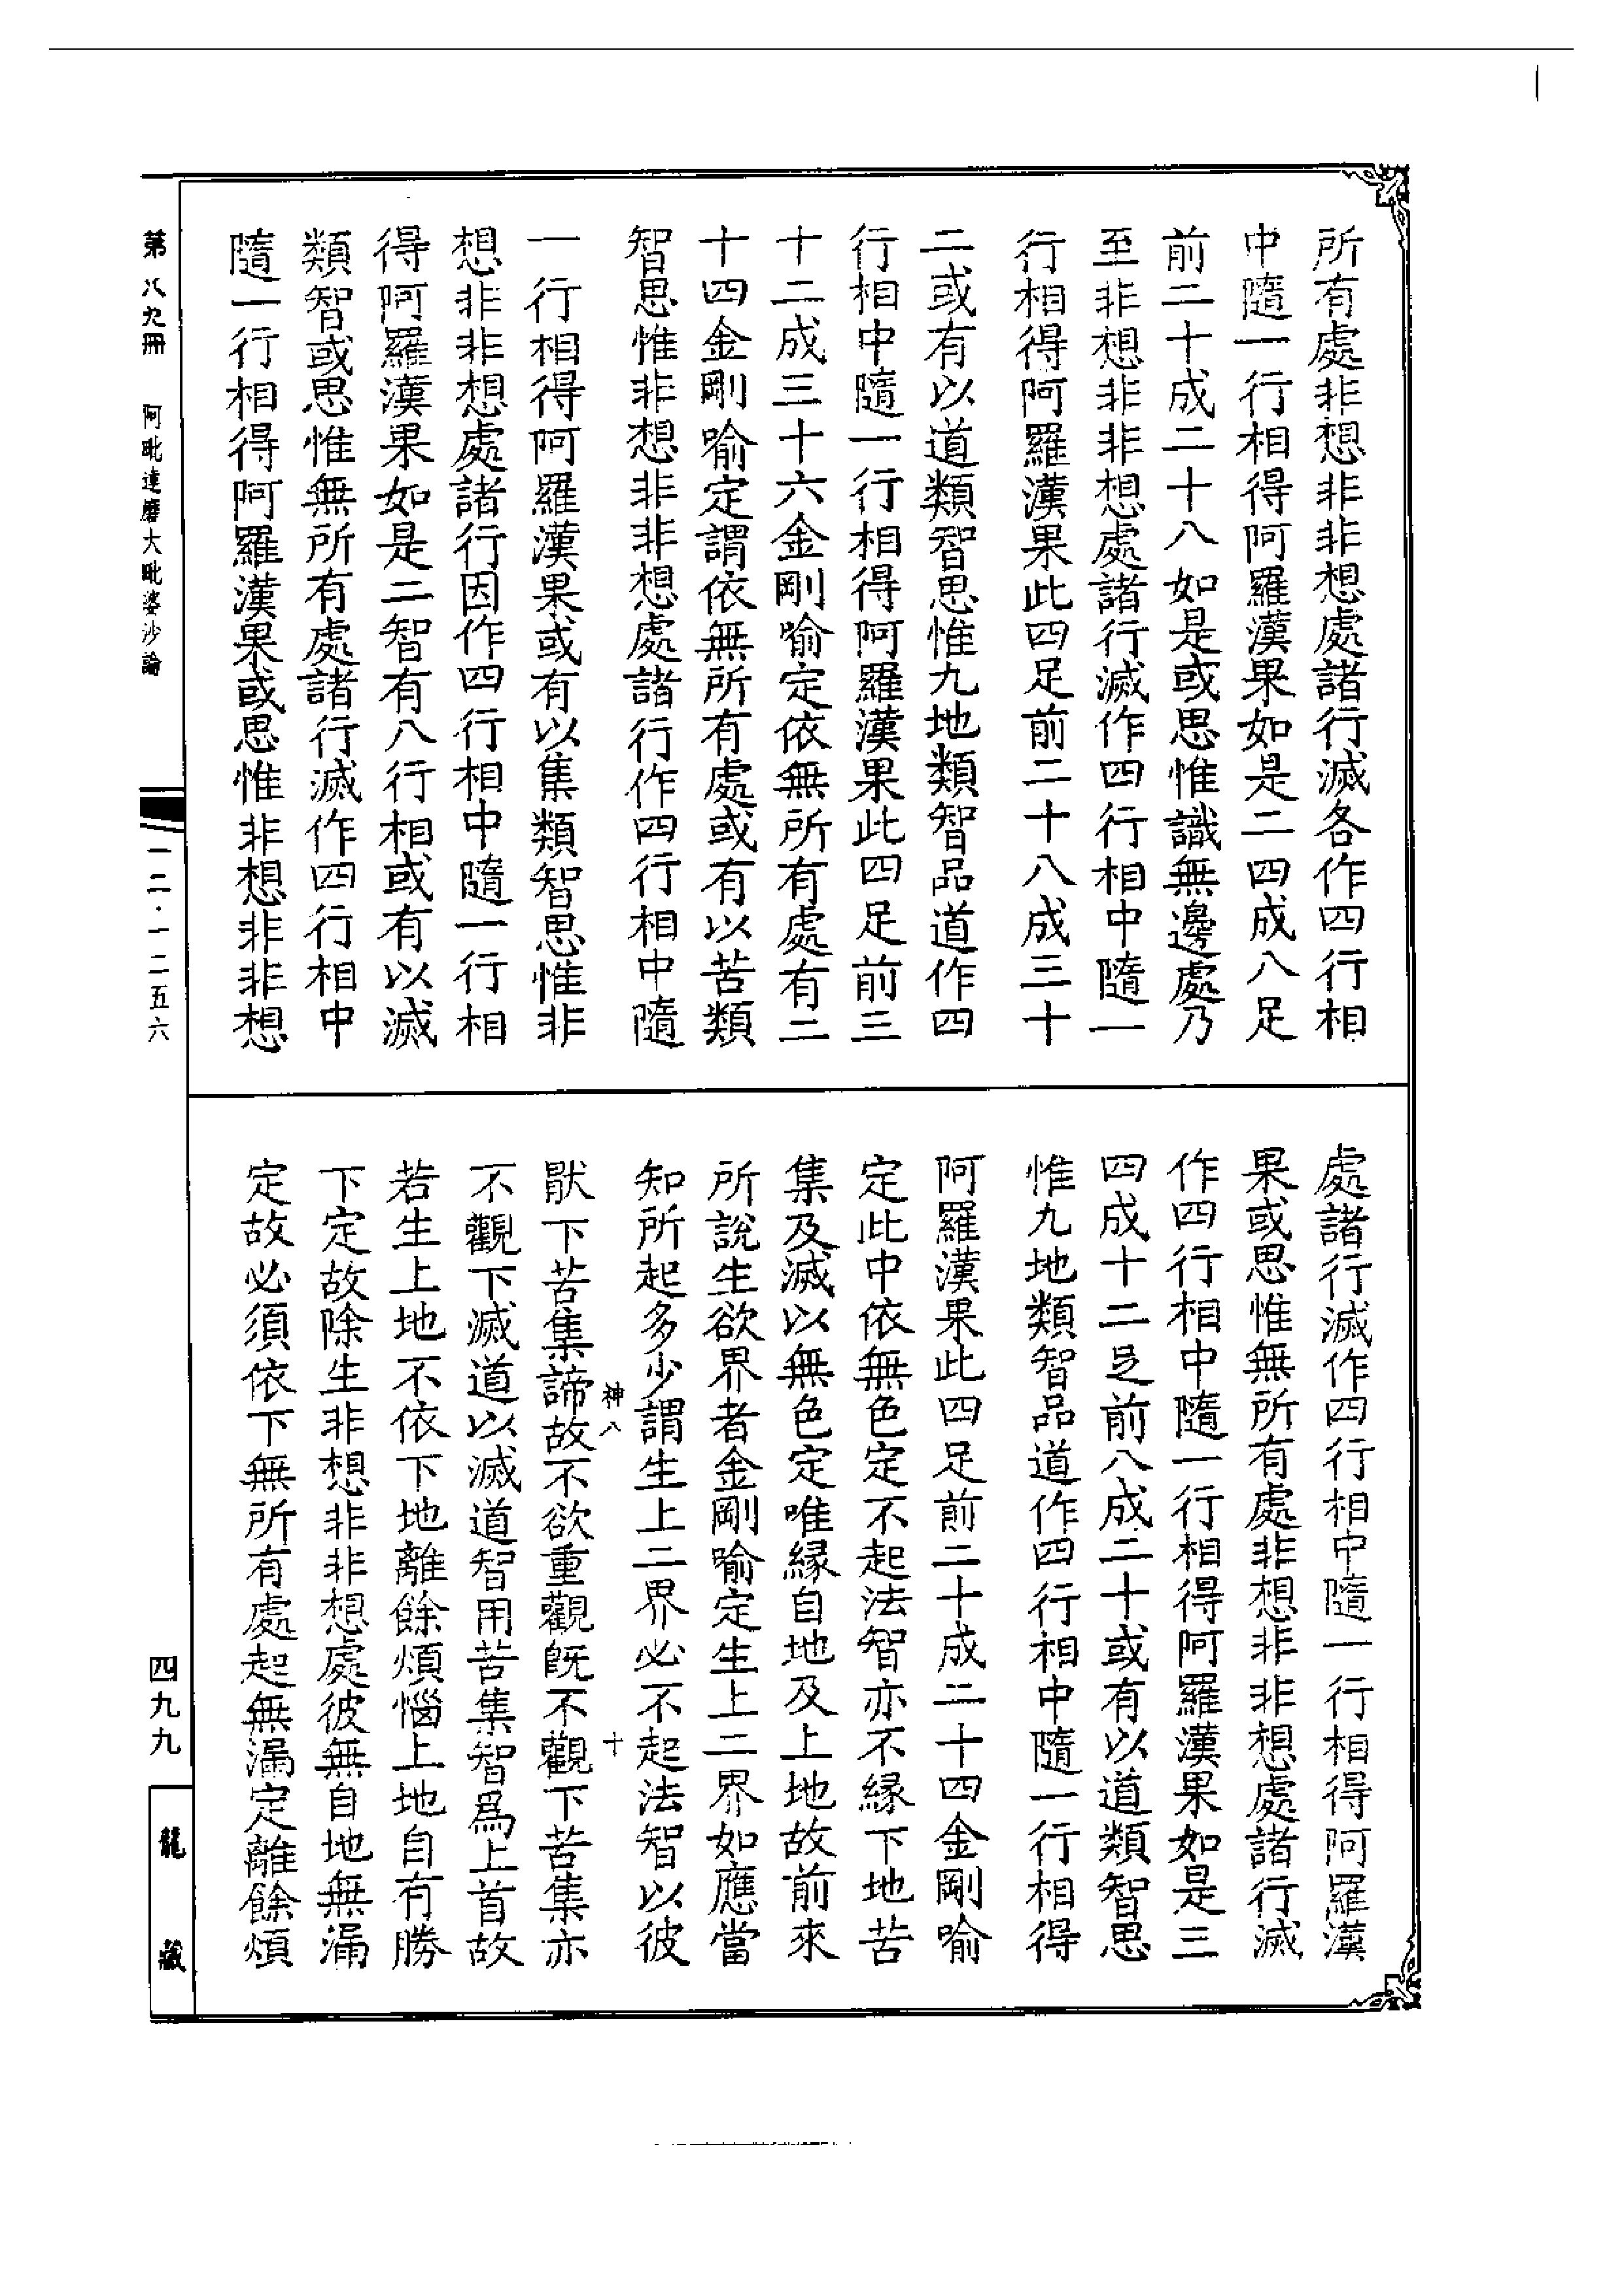 所有處非想非非想處諸行滅各作四行相
中隨一行相得阿羅漢果如是二四成八足
前二十成二十八如是或思惟識無邊處乃
至非想非非想處諸行滅作四行相中隨一
行相得阿羅漢果此四足前二十八成三十
二或有以道類智思惟九地類智品道作四
行相中隨一行相得阿羅漢果此四足前三
十二成三十六金剛喻定依無所有處有二
十四金剛喻定謂依無所有處或有以苦類
智思惟非想非非想處諸行作四行相中隨
一行相得阿羅漢果或有以集類智思惟非
想非非想處諸行因作四行相中隨一行相
得阿羅漢果如是二智有八行相或有以滅
類智或思惟無所有處諸行滅作四行相中
隨一行相得阿羅漢果或思惟非想非非想
處諸行滅作四行相中隨一行相得阿羅漢
果或思惟無所有處非想非非想處諸行滅
作四行相中隨一行相得阿羅漢果如是三
四成十二足前八成二十或有以道類智思
惟九地類智品道作四行相中隨一行相得
阿羅漢果此四足前二十成二十四金剛喻
定此中依無色定不起法智亦不緣下地苦
集及滅以無色定唯緣自地及上地故前來
所說生欲界者金剛喻定生上二界如應當
知所起多少謂生上二界必不起法智以彼
神八 十
厭下苦集諦故不欲重觀既不觀下苦集亦
不觀下滅道以滅道智用苦集智爲上首故
若生上地不依下地離餘煩惱上地自有勝
下定故除生非想非非想處彼無自地無漏
定故必須依下無所有處起無漏定離餘煩
第八九冊 阿毗達磨大毗婆沙論
一二·一二五六
四九九
龍藏